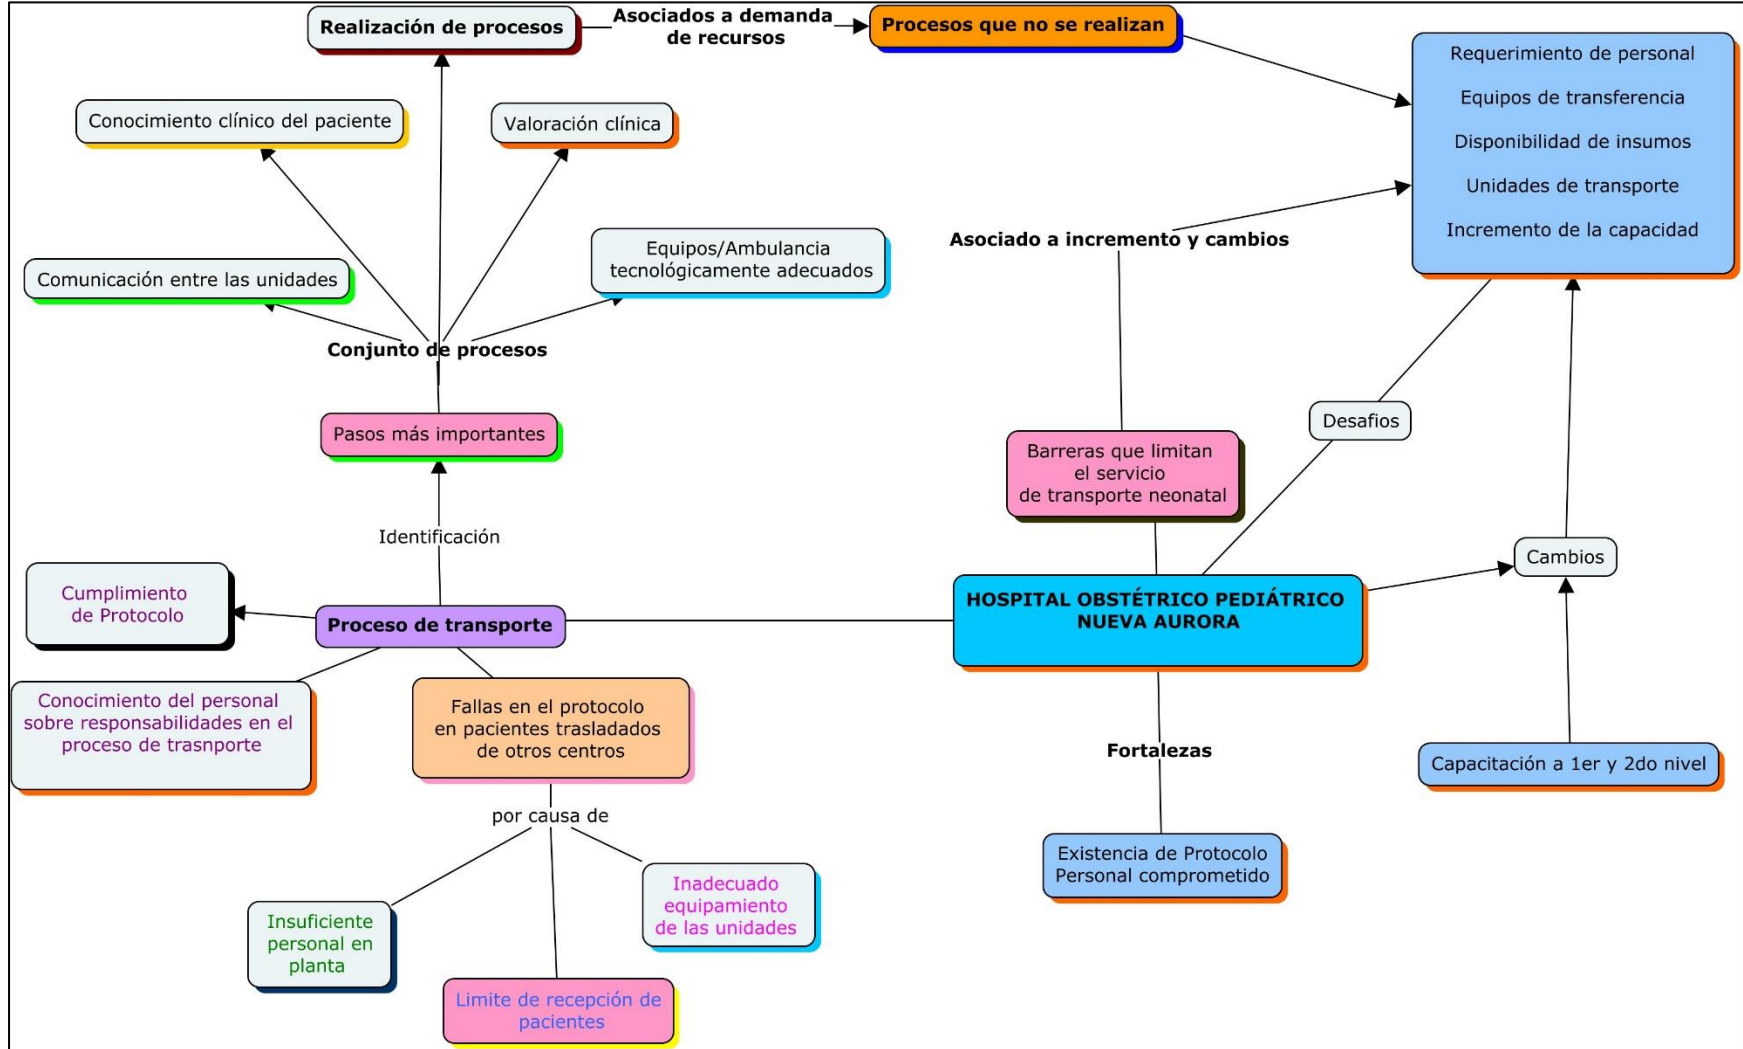 Realización de procesos
Asociados a demanda
de recursos
Procesos que no se realizan
Requerimiento de personal
Equipos de transferencia
Disponibilidad de insumos
Unidades de transporte
Incremento de la capacidad
Conocimiento clínico del paciente
Valoración clínica
Comunicación entre las unidades
Equipos/Ambulancia
tecnológicamente adecuados
Asociado a incremento y cambios
Conjunto de procesos
Pasos más importantes
Desafios
Barreras que limitan
el servicio
de transporte neonatal
Identificación
Cambios
Cumplimiento
de Protocolo
Proceso de transporte
HOSPITAL OBSTÉTRICO PEDIÁTRICO
NUEVA AURORA
Conocimiento del personal
sobre responsabilidades en el
proceso de trasnporte
Fallas en el protocolo
en pacientes trasladados
de otros centros
Fortalezas
Capacitación a 1er y 2do nivel
por causa de
Existencia de Protocolo
Personal comprometido
Insuficiente
personal en
planta
Inadecuado
equipamiento
de las unidades
Limite de recepción de
pacientes